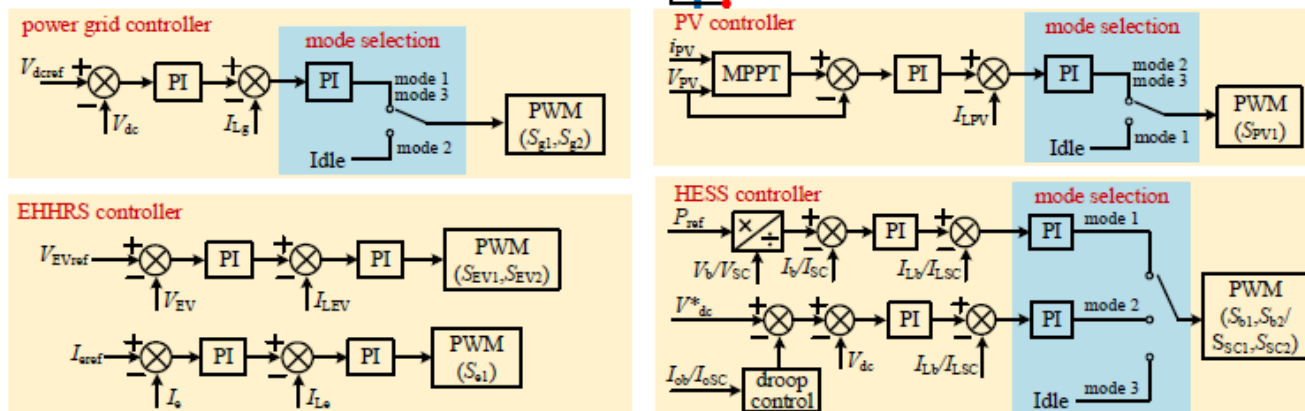 power grid controller
mode selection
V_dcref
+
−
V_dc
PI
+
−
I_Lg
PI
mode 1
mode 3
Idle
mode 2
PWM
(S_g1,S_g2)
PV controller
mode selection
i_PV
V_PV
MPPT
+
−
PI
+
−
I_LPV
PI
mode 2
mode 3
Idle
mode 1
PWM
(S_PV1)
EHHRS controller
V_EVref
+
−
V_EV
PI
+
−
I_LEV
PI
PWM
(S_EV1,S_EV2)
I_eref
+
−
I_e
PI
+
−
I_Le
PI
PWM
(S_e1)
HESS controller
mode selection
P_ref
×
÷
V_b/V_SC
+
−
I_b/I_SC
PI
+
−
I_Lb/I_LSC
PI
mode 1
V*_dc
+
−
+
−
V_dc
PI
+
−
I_Lb/I_LSC
PI
mode 2
I_ob/I_oSC
droop
control
Idle
mode 3
PWM
(S_b1,S_b2/
S_SC1,S_SC2)